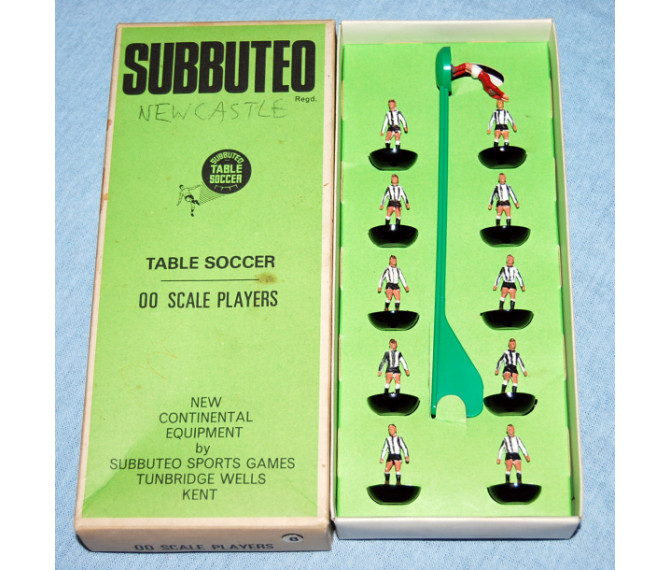 SUBBUTEO
Regd.
NEWCASTLE
SUBBUTEO
TABLE
SOCCER
TABLE SOCCER
OO SCALE PLAYERS
NEW
CONTINENTAL
EQUIPMENT
by
SUBBUTEO SPORTS GAMES
TUNBRIDGE WELLS
KENT
OO SCALE PLAYERS